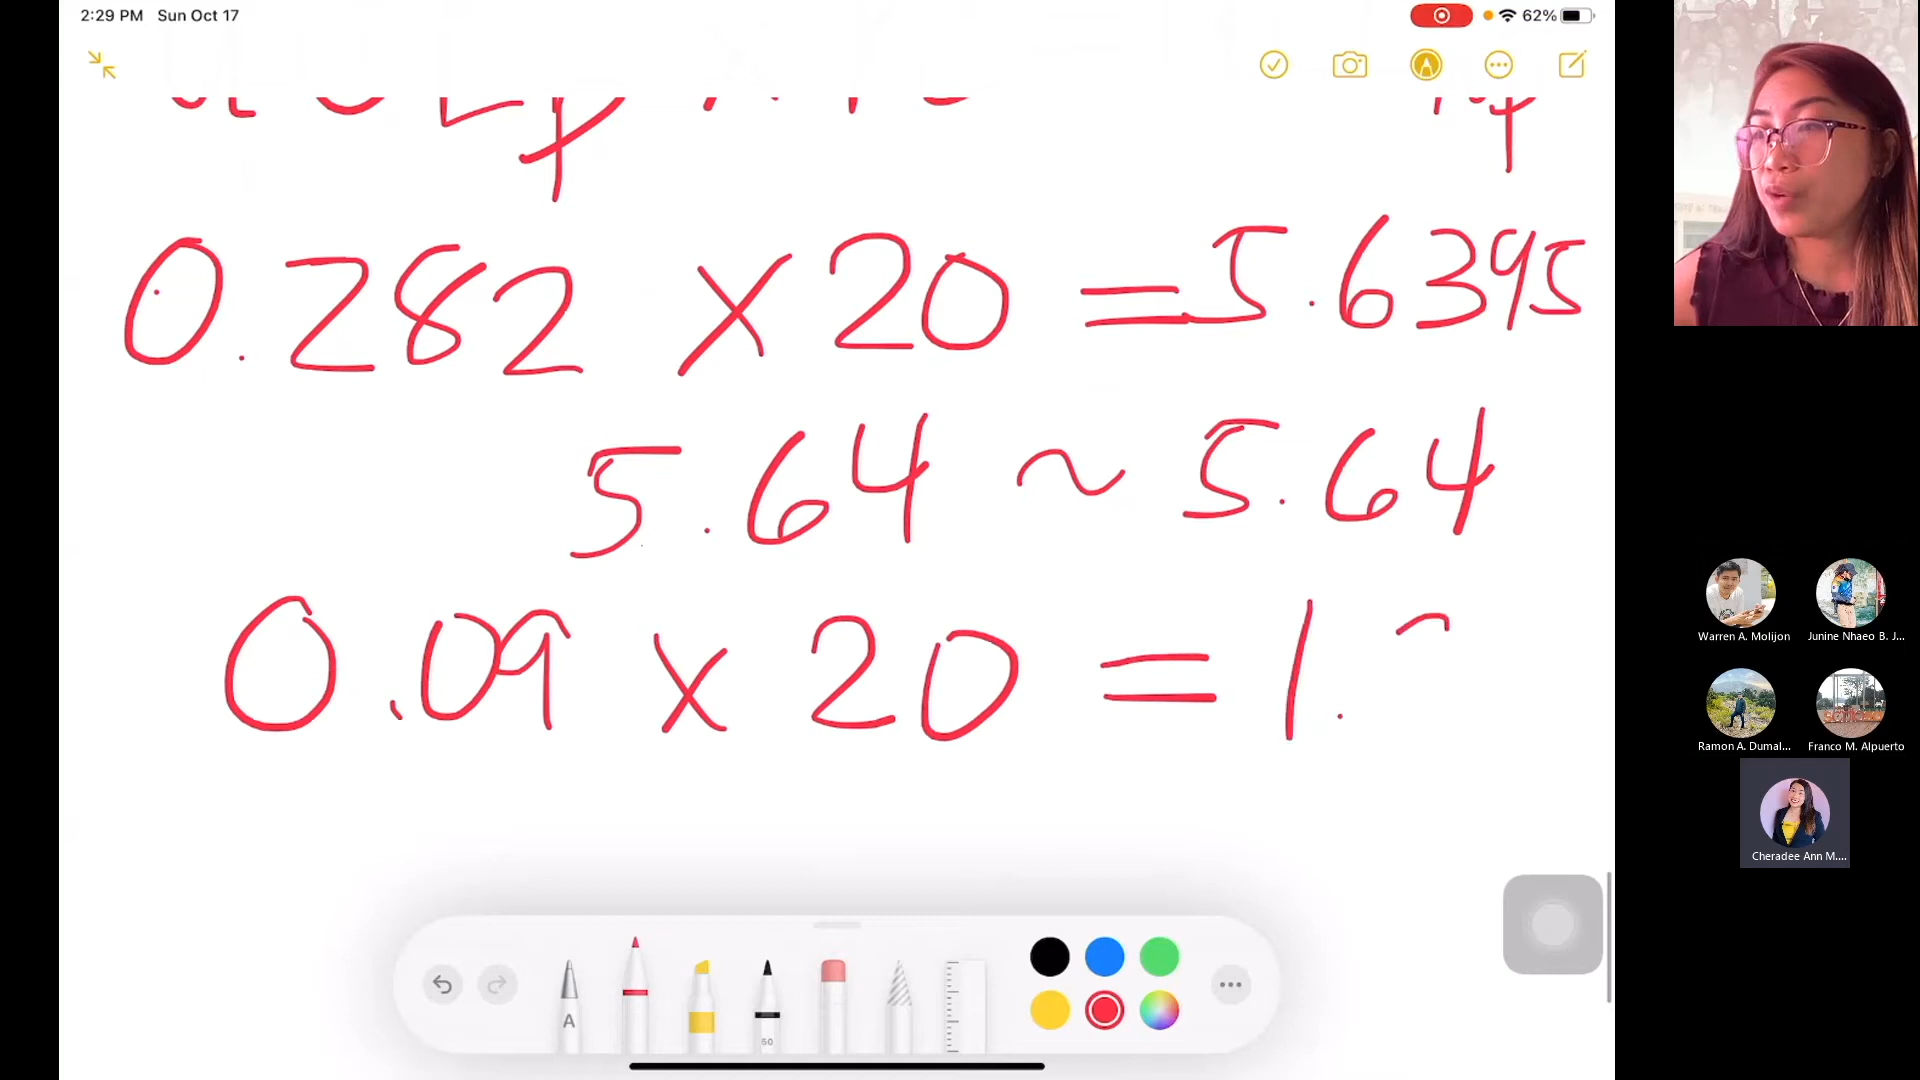 2:29 PM Sun Oct 17
62%
0.282 x 20 = 5.6395
5.64 ~ 5.64
0.09 x 20 = 1.
A
50
Warren A. Molijon
Junine Nhaeo B. J...
Ramon A. Dumal...
Franco M. Alpuerto
Cheradee Ann M....